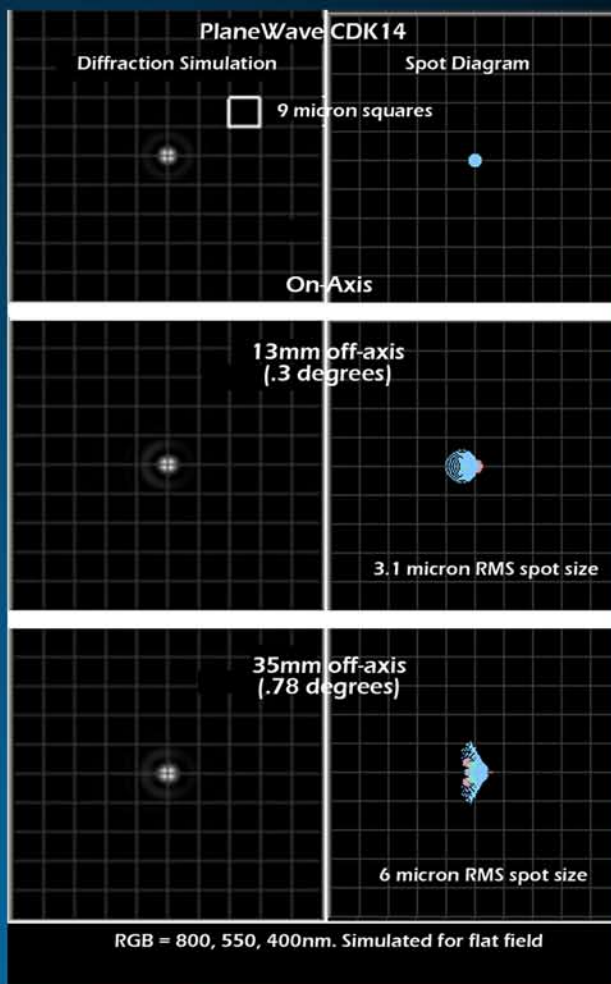 PlaneWave CDK14
Diffraction Simulation
Spot Diagram
9 micron squares
On-Axis
13mm off-axis
(.3 degrees)
3.1 micron RMS spot size
35mm off-axis
(.78 degrees)
6 micron RMS spot size
RGB = 800, 550, 400nm. Simulated for flat field